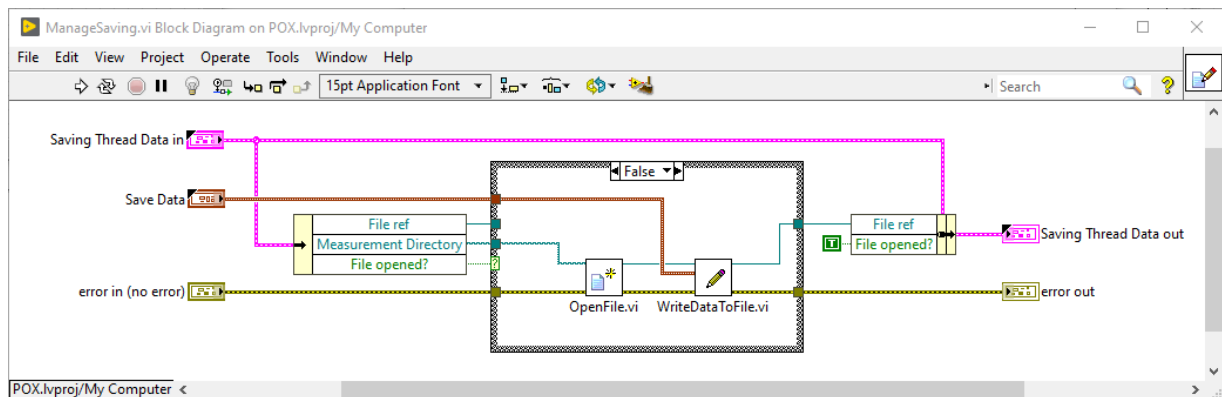 ManageSaving.vi Block Diagram on POX.lvproj/My Computer
File Edit View Project Operate Tools Window Help
15pt Application Font
Search
Saving Thread Data in
False
Save Data
File ref
Measurement Directory
File opened?
?
File ref
T
File opened?
Saving Thread Data out
error in (no error)
OpenFile.vi
WriteDataToFile.vi
error out
POX.lvproj/My Computer